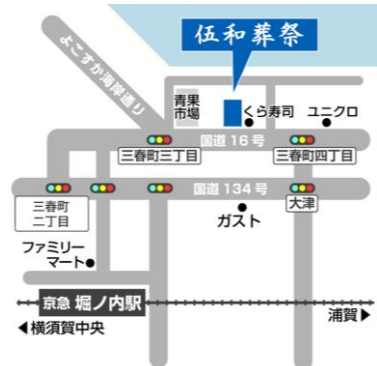 伍和葬祭
よこすか海岸通り
青果
市場
くら寿司
ユニクロ
国道16号
三春町三丁目
三春町四丁目
国道134号
三春町
二丁目
大津
ガスト
ファミリー
マート
京急 堀ノ内駅
浦賀▶
◀横須賀中央